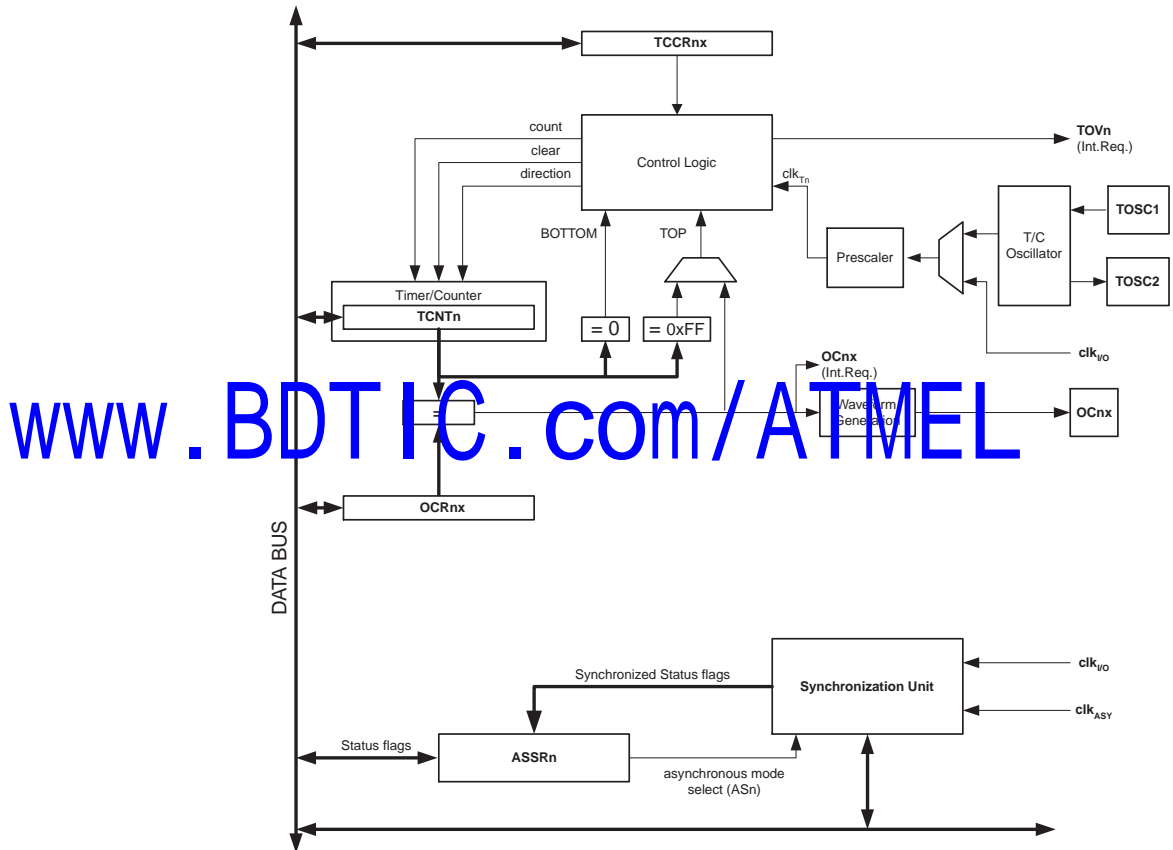 TCCRnx
count
clear
direction
Control Logic
TOVn
(Int.Req.)
clkTn
BOTTOM
TOP
Prescaler
T/C
Oscillator
TOSC1
TOSC2
Timer/Counter
TCNTn
= 0
= 0xFF
clkI/O
OCnx
(Int.Req.)
=
Waveform
Generation
OCnx
www.BDTIC.com/ATMEL
OCRnx
DATA BUS
Synchronized Status flags
Synchronization Unit
clkI/O
clkASY
Status flags
ASSRn
asynchronous mode
select (ASn)